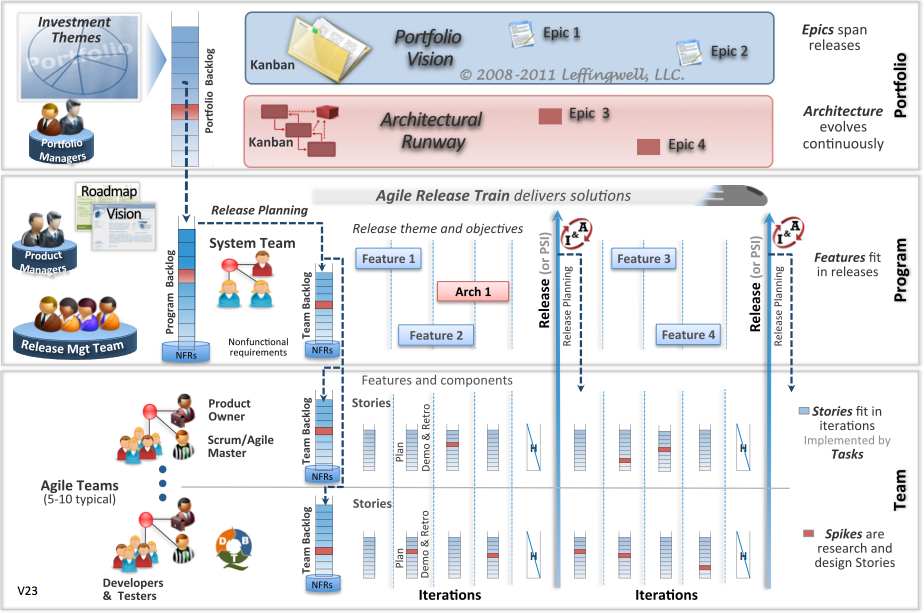 Investment
Themes
Portfolio
Portfolio
Managers
Portfolio Backlog
Kanban
Portfolio
Vision
Epic 1
Epic 2
© 2008-2011 Leffingwell, LLC.
Kanban
Architectural
Runway
Epic 3
Epic 4
Epics span
releases
Architecture
evolves
continuously
Portfolio
Roadmap
Vision
Product
Managers
Release Mgt Team
Program Backlog
NFRs
Release Planning
System Team
Nonfunctional
requirements
Team Backlog
NFRs
Agile Release Train delivers solutions
Release theme and objectives
Feature 1
Arch 1
Feature 2
Release (or PSI)
I & A
Release Planning
Feature 3
Feature 4
Release (or PSI)
I & A
Release Planning
Features fit
in releases
Program
Features and components
Product
Owner
Scrum/Agile
Master
Agile Teams
(5-10 typical)
Developers
& Testers
D B
T
Team Backlog
NFRs
Stories
Plan
Demo & Retro
H
H
Team Backlog
NFRs
Stories
Plan
Demo & Retro
H
H
Iterations
Iterations
Stories fit in
iterations
Implemented by
Tasks
Spikes are
research and
design Stories
Team
V23